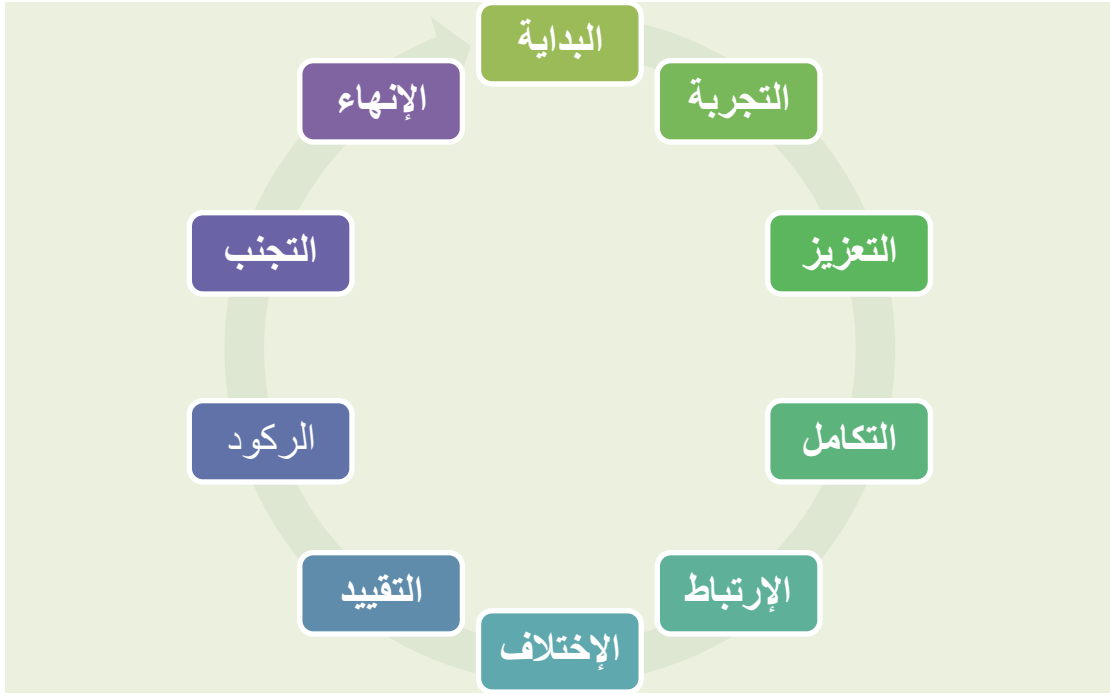 البداية
التجربة
التعزيز
التكامل
الإرتباط
الإختلاف
التقييد
الركود
التجنب
الإنهاء